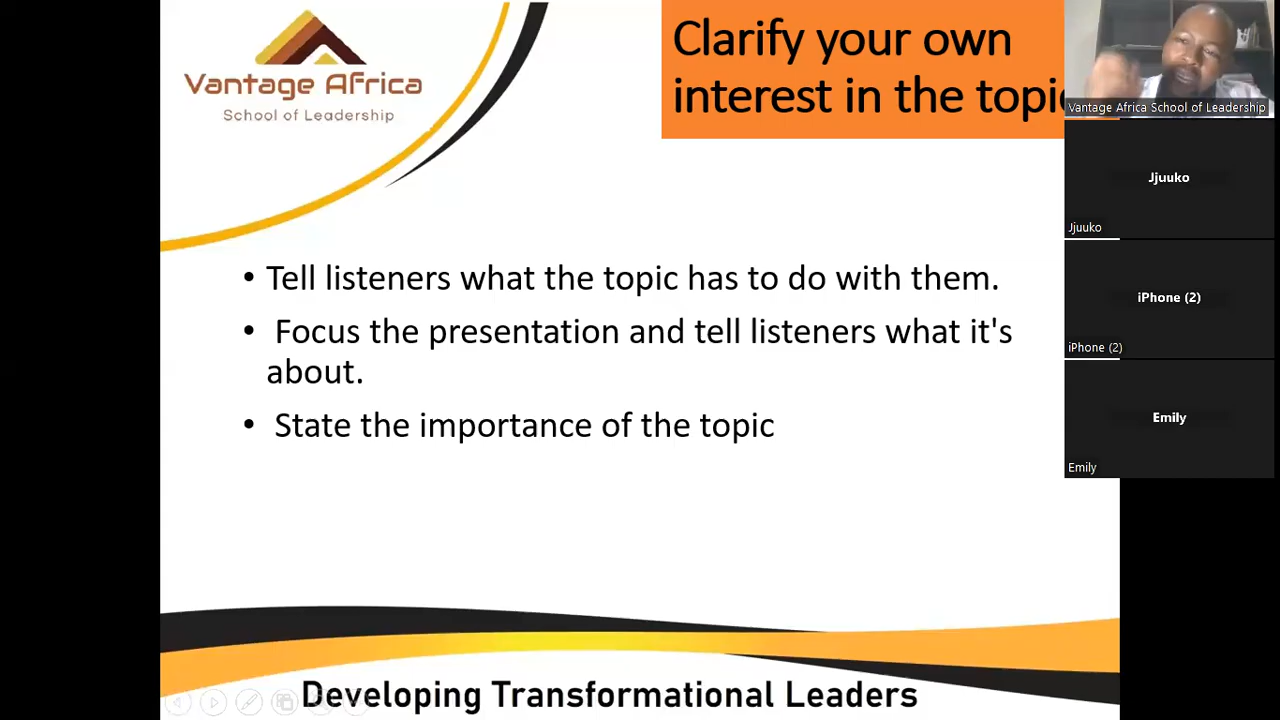 Vantage Africa
School of Leadership
Clarify your own
interest in the topic
• Tell listeners what the topic has to do with them.
• Focus the presentation and tell listeners what it's
about.
• State the importance of the topic
Developing Transformational Leaders
Vantage Africa School of Leadership
Jjuuko
Jjuuko
iPhone (2)
iPhone (2)
Emily
Emily